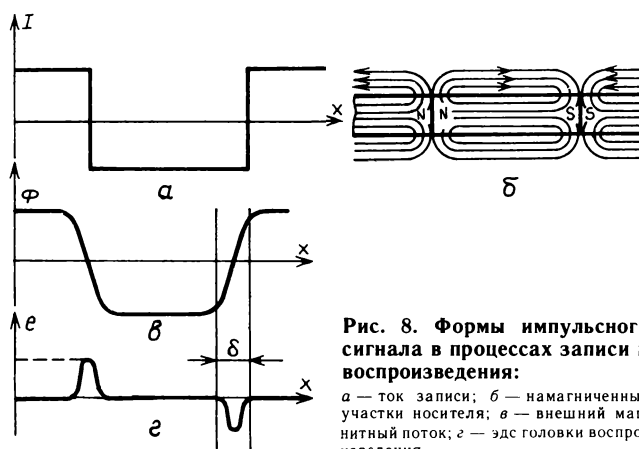 I
x
а
N N
S S
б
Ф
x
в
e
δ
x
г
Рис. 8. Формы импульсног
сигнала в процессах записи
воспроизведения:
а — ток записи; б — намагниченны
участки носителя; в — внешний маг
нитный поток; г — эдс головки воспро